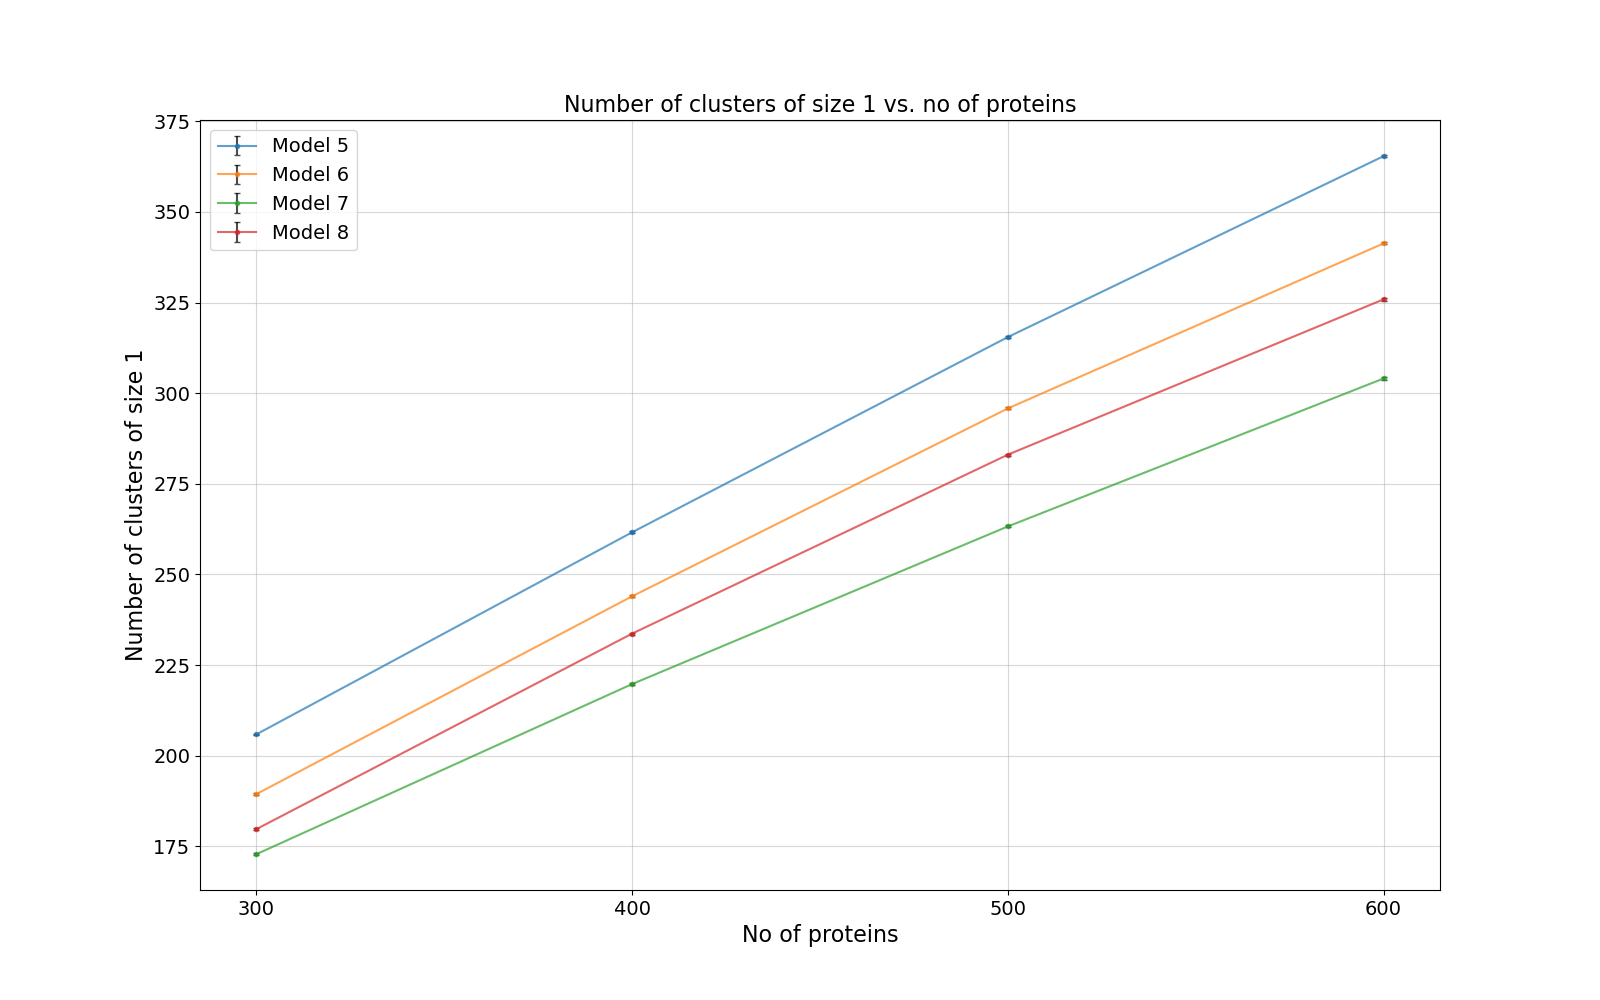 Number of clusters of size 1 vs. no of proteins
375
350
325
300
275
250
225
200
175
Number of clusters of size 1
Model 5
Model 6
Model 7
Model 8
300 400 500 600
No of proteins